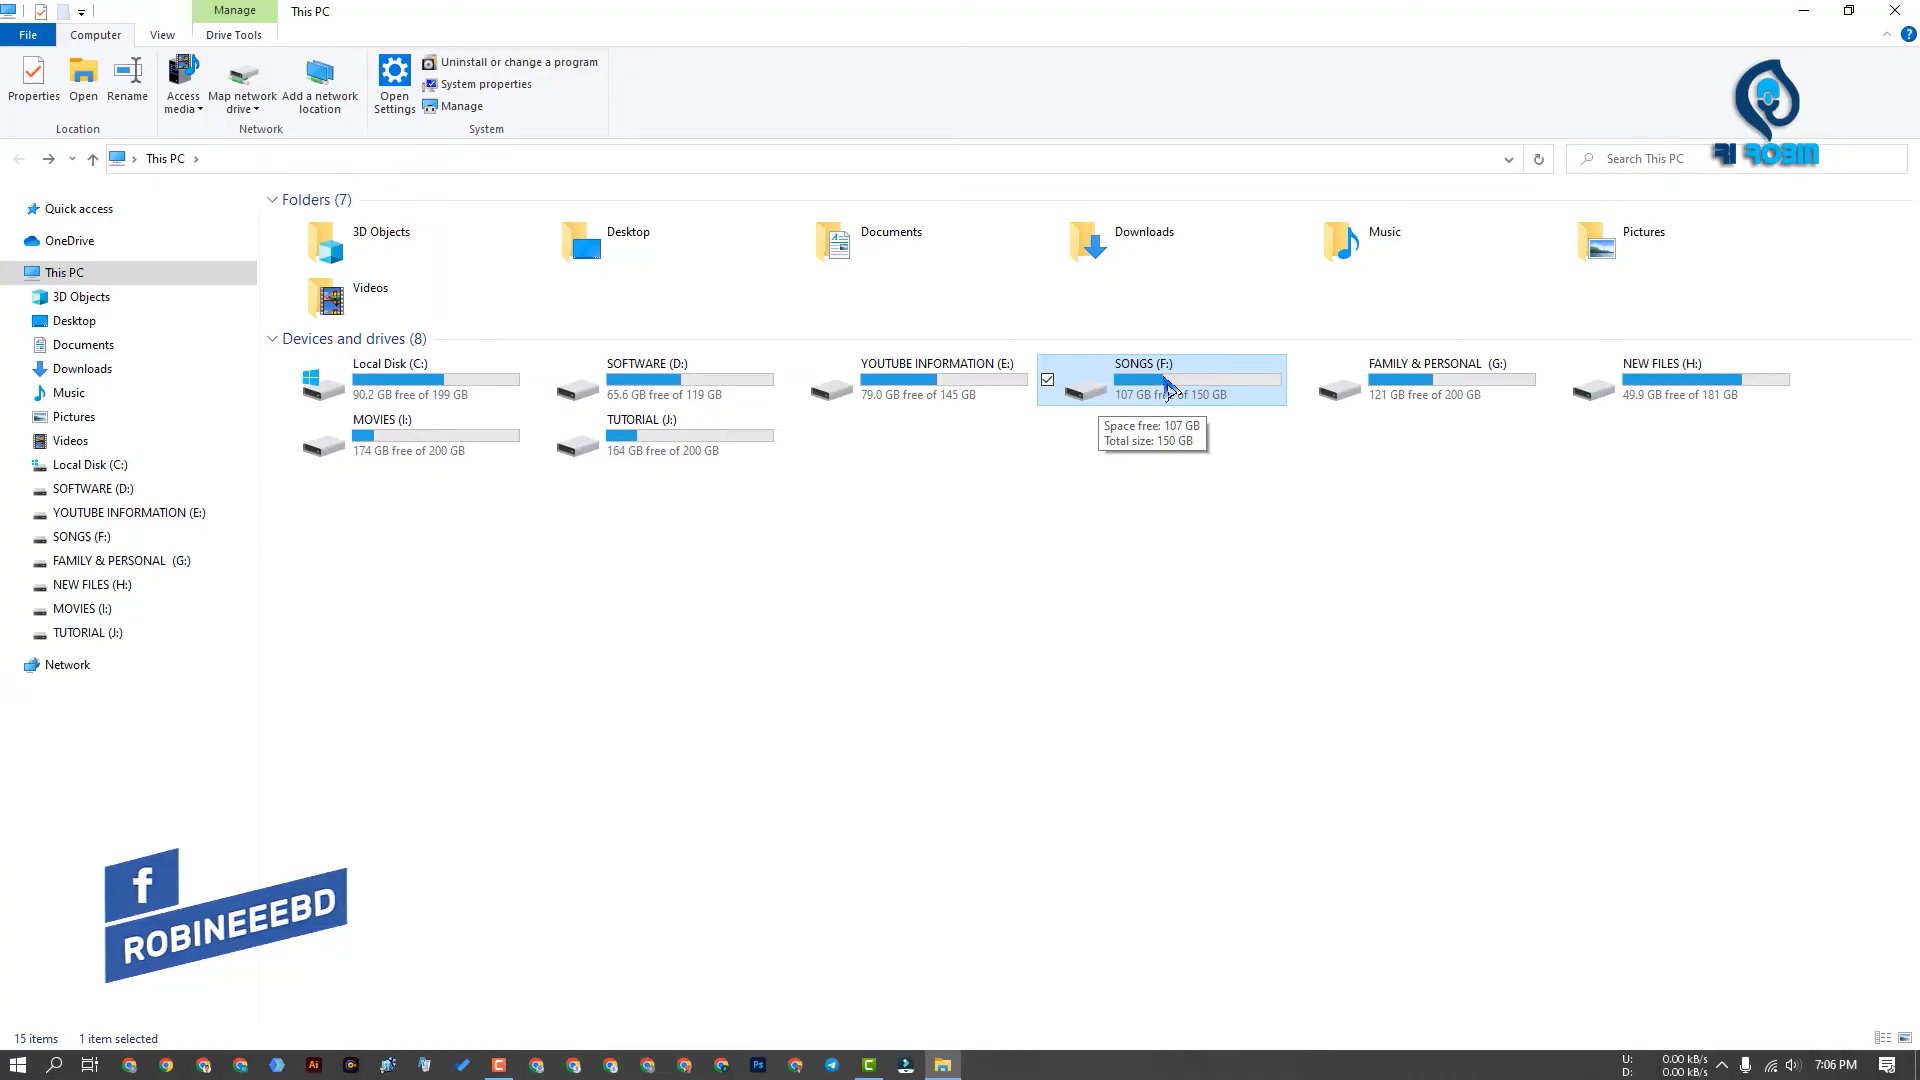 Manage
This PC
File
Computer
View
Drive Tools
Properties
Open
Rename
Access media
Map network drive
Add a network location
Open Settings
Uninstall or change a program
System properties
Manage
Location
Network
System
RI ROBIN
This PC
Search This PC
Quick access
OneDrive
This PC
3D Objects
Desktop
Documents
Downloads
Music
Pictures
Videos
Local Disk (C:)
SOFTWARE (D:)
YOUTUBE INFORMATION (E:)
SONGS (F:)
FAMILY & PERSONAL (G:)
NEW FILES (H:)
MOVIES (I:)
TUTORIAL (J:)
Network
Folders (7)
3D Objects
Desktop
Documents
Downloads
Music
Pictures
Videos
Devices and drives (8)
Local Disk (C:)
90.2 GB free of 199 GB
SOFTWARE (D:)
65.6 GB free of 119 GB
YOUTUBE INFORMATION (E:)
79.0 GB free of 145 GB
SONGS (F:)
107 GB free of 150 GB
FAMILY & PERSONAL (G:)
121 GB free of 200 GB
NEW FILES (H:)
49.9 GB free of 181 GB
MOVIES (I:)
174 GB free of 200 GB
TUTORIAL (J:)
164 GB free of 200 GB
Space free: 107 GB
Total size: 150 GB
f
ROBINEEEBD
15 items
1 item selected
Ai
C
Ps
C
U: 0.00 kB/s
D: 0.00 kB/s
7:06 PM